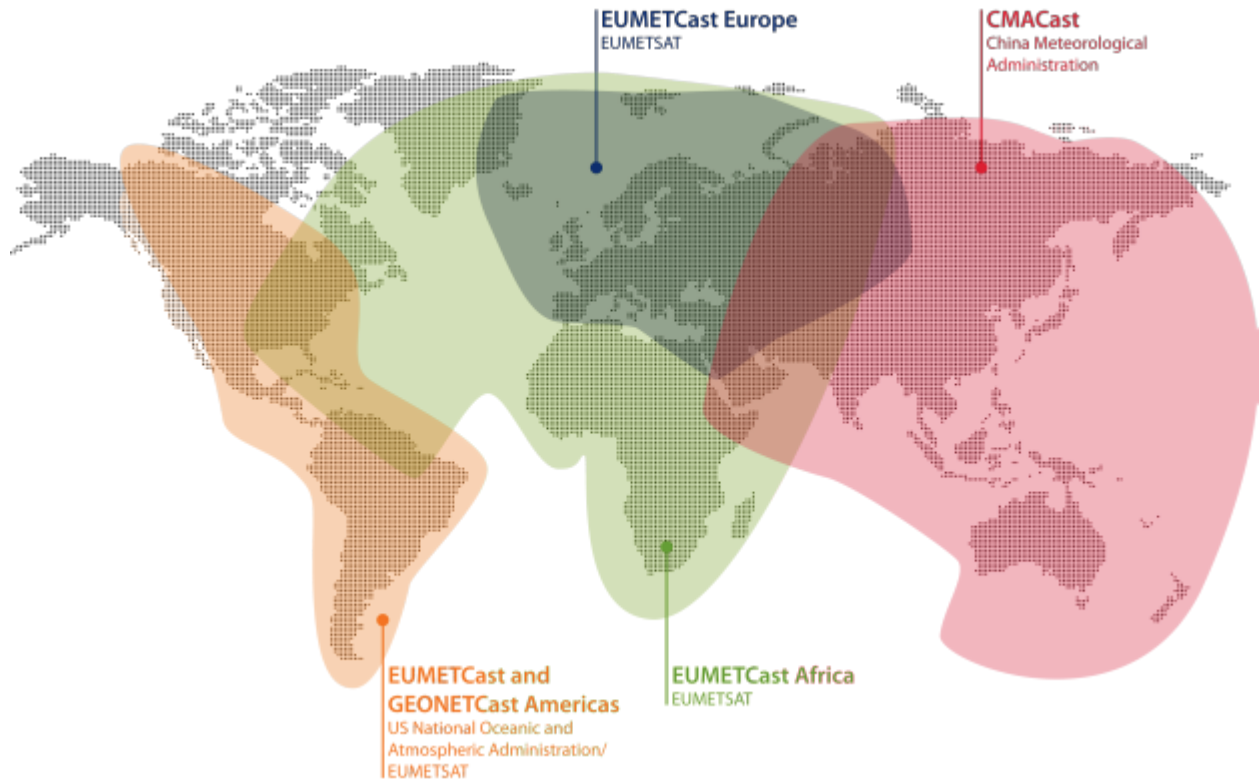 EUMETCast Europe
EUMETSAT
CMACast
China Meteorological
Administration
EUMETCast and
GEONETCast Americas
US National Oceanic and
Atmospheric Administration/
EUMETSAT
EUMETCast Africa
EUMETSAT